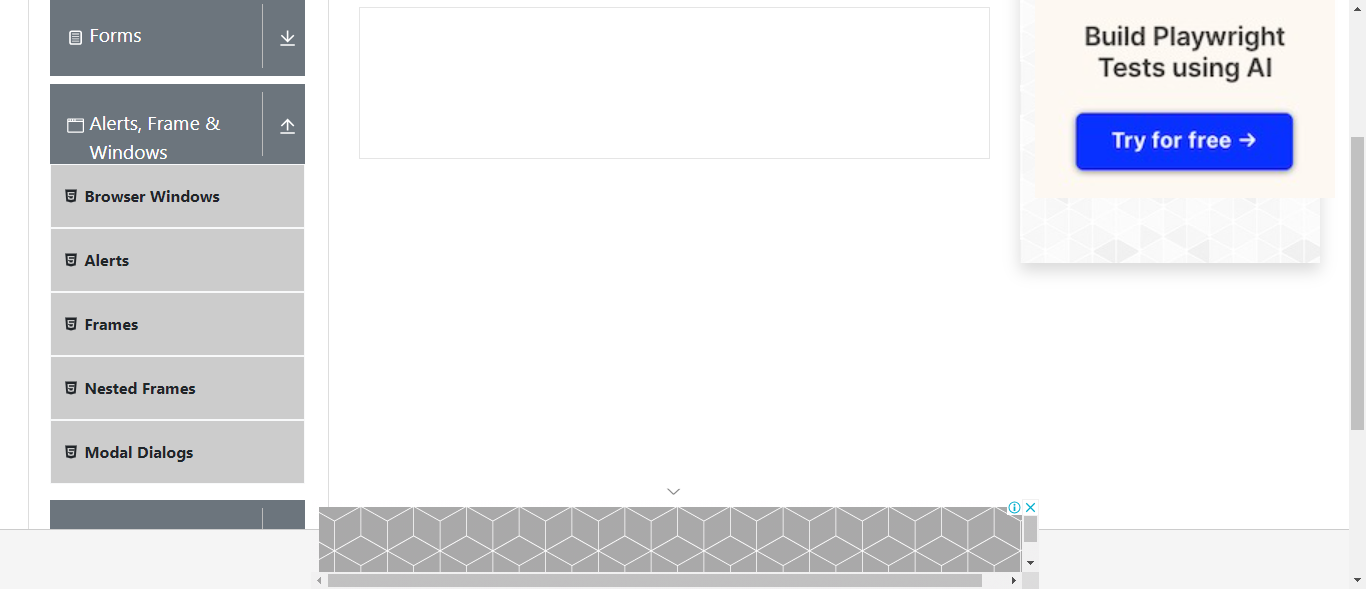 Forms
Alerts, Frame &
Windows
Browser Windows
Alerts
Frames
Nested Frames
Modal Dialogs
Build Playwright
Tests using AI
Try for free →